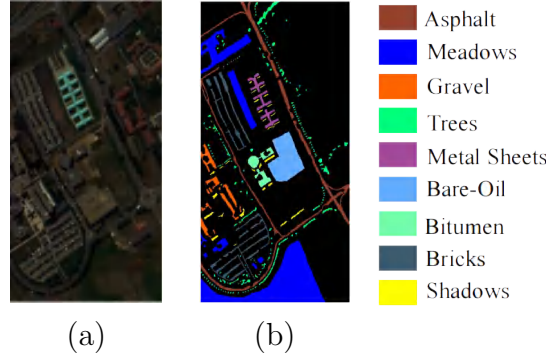 Asphalt
Meadows
Gravel
Trees
Metal Sheets
Bare-Oil
Bitumen
Bricks
Shadows
(a)
(b)